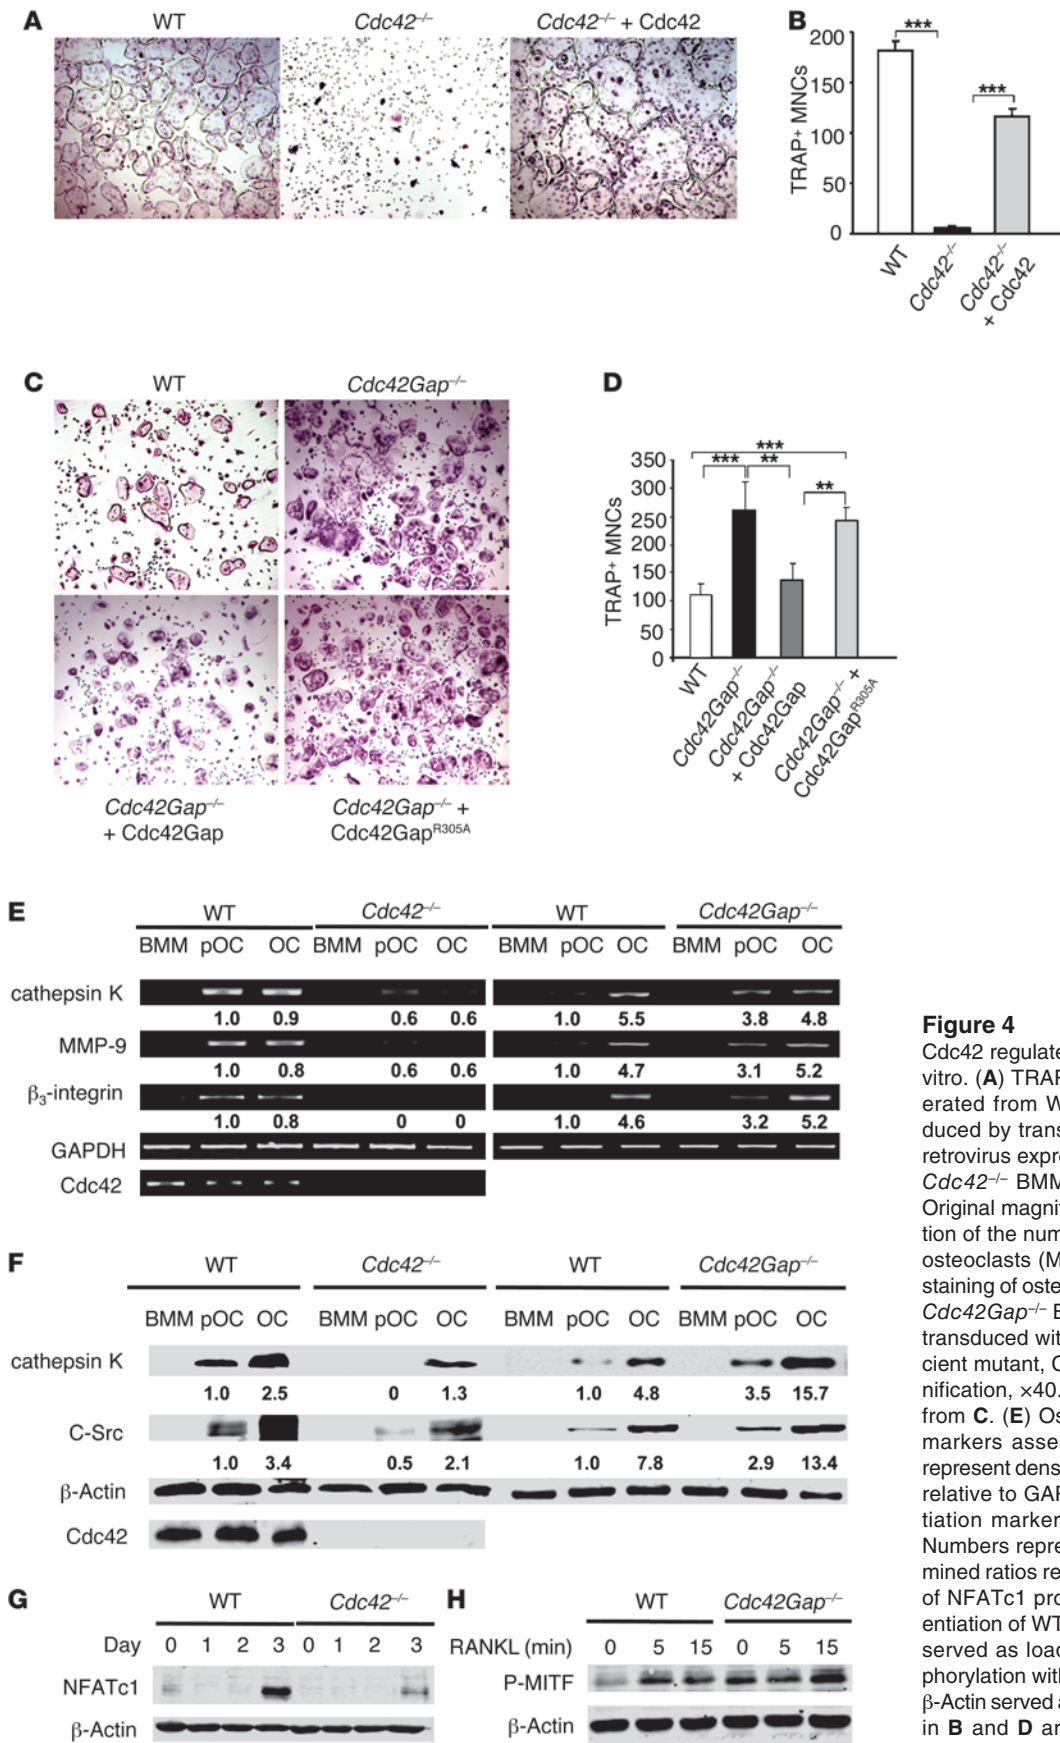 A
WT
Cdc42–/–
Cdc42–/– + Cdc42
B
***
***
TRAP+ MNCs
200
150
100
50
0
WT
Cdc42–/–
Cdc42–/–
+ Cdc42
C
WT
Cdc42Gap–/–
Cdc42Gap–/–
+ Cdc42Gap
Cdc42Gap–/– +
Cdc42GapR305A
D
***
***
**
**
TRAP+ MNCs
350
300
250
200
150
100
50
0
WT
Cdc42Gap–/–
Cdc42Gap–/–
+ Cdc42Gap
Cdc42Gap–/– +
Cdc42GapR305A
E
WT Cdc42–/– WT Cdc42Gap–/–
BMM pOC OC BMM pOC OC BMM pOC OC BMM pOC OC
cathepsin K
1.0 0.9 0.6 0.6 1.0 5.5 3.8 4.8
MMP-9
1.0 0.8 0.6 0.6 1.0 4.7 3.1 5.2
β3-integrin
1.0 0.8 0 0 1.0 4.6 3.2 5.2
GAPDH
Cdc42
F
WT Cdc42–/– WT Cdc42Gap–/–
BMM pOC OC BMM pOC OC BMM pOC OC BMM pOC OC
cathepsin K
1.0 2.5 0 1.3 1.0 4.8 3.5 15.7
C-Src
1.0 3.4 0.5 2.1 1.0 7.8 2.9 13.4
β-Actin
Cdc42
G
WT Cdc42–/–
Day 0 1 2 3 0 1 2 3
NFATc1
β-Actin
H
WT Cdc42Gap–/–
RANKL (min) 0 5 15 0 5 15
P-MITF
β-Actin
Figure 4
Cdc42 regulate
vitro. (A) TRAP
erated from W
duced by trans
retrovirus expre
Cdc42–/– BMM
Original magnif
tion of the num
osteoclasts (M
staining of oste
Cdc42Gap–/– B
transduced wit
cient mutant, C
nification, ×40.
from C. (E) Os
markers asses
represent dens
relative to GAP
tiation marker
Numbers repre
mined ratios re
of NFATc1 pro
entiation of WT
served as load
phorylation with
β-Actin served a
in B and D ar